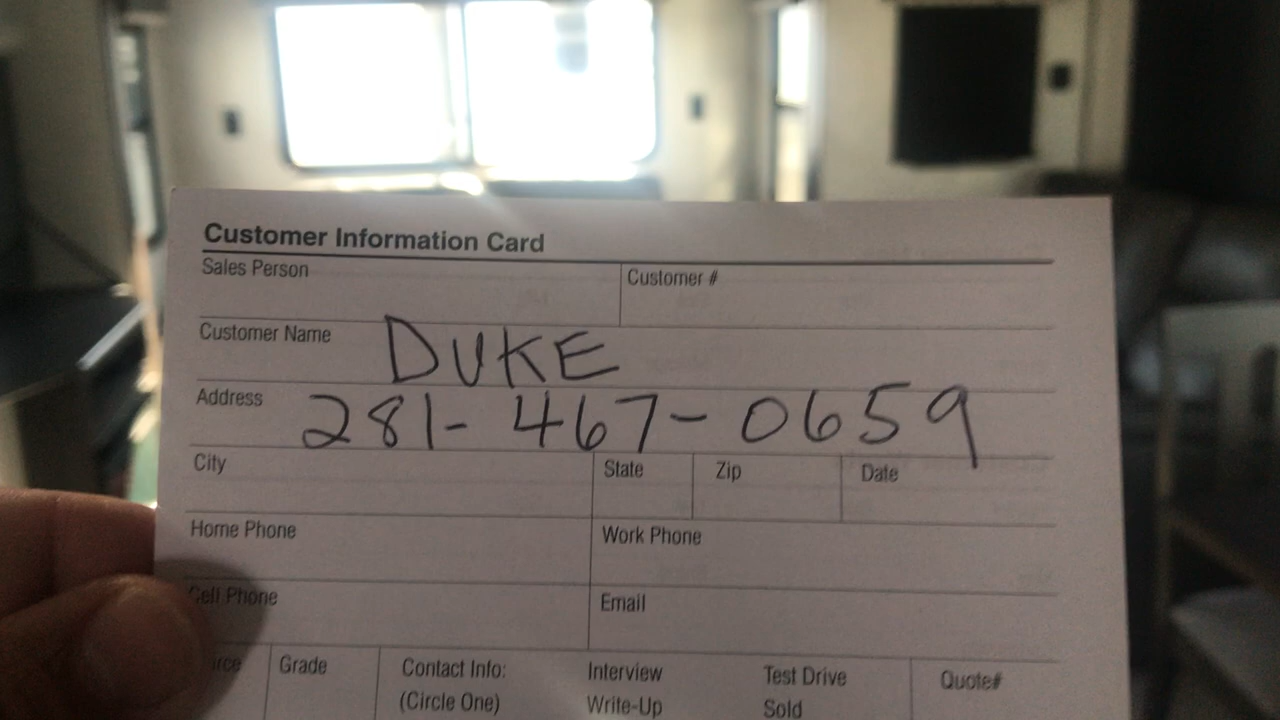 Customer Information Card
Sales Person Customer #
Customer Name DUKE
Address 281-467-0659
City State Zip Date
Home Phone Work Phone
Cell Phone Email
Grade Contact Info: Interview Test Drive Quote#
(Circle One) Write-Up Sold